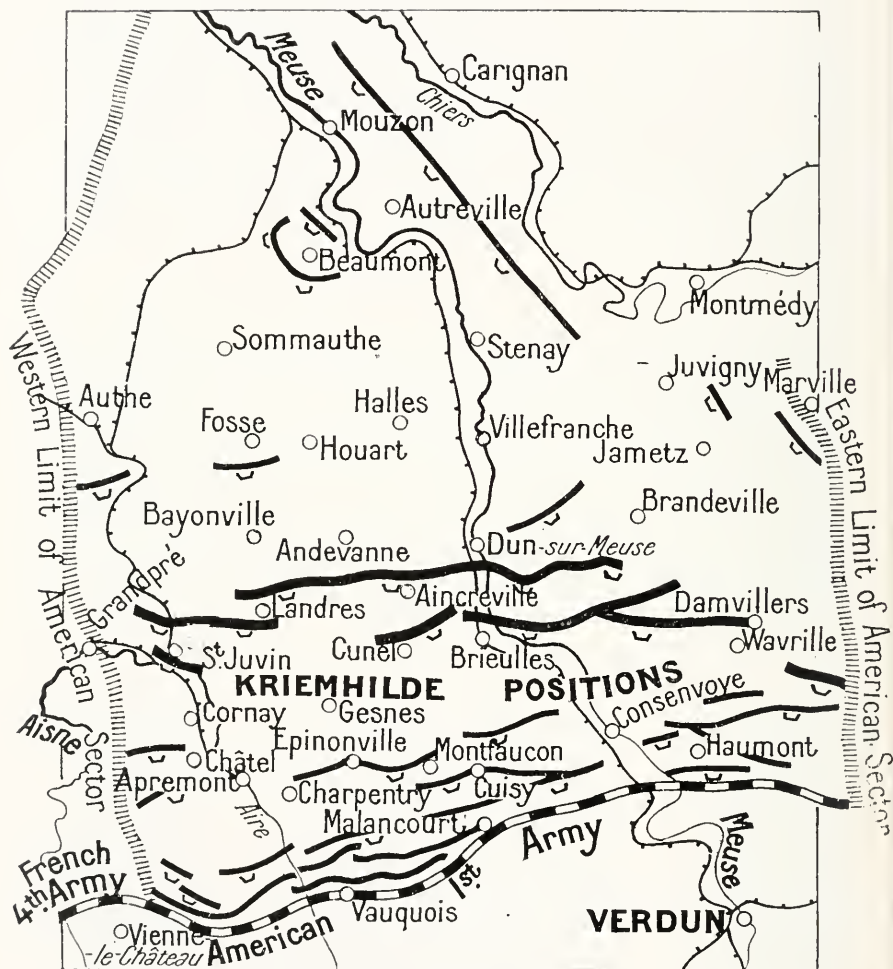 Meuse
Carignan
Chiers
Mouzon
Autreville
Beaumont
Montmédy
Sommauthe
Stenay
Juvigny
Marville
Authe
Halles
Fosse
Houart
Villefranche
Jametz
Western Limit of American Sector
Eastern Limit of American Sector
Bayonville
Brandeville
Andevanne
Dun-sur-Meuse
Grandpré
Landres
Aincreville
Damvillers
St. Juvin
Cunel
Brieulles
Wavrille
KRIEMHILDE POSITIONS
Aisne
Cornay
Gesnes
Consenvoye
Châtel
Epinonville
Montfaucon
Haumont
Apremont
Charpentry
Cuisy
Aire
Malancourt
French
4th. Army
American 1st. Army
Meuse
Vauquois
VERDUN
Vienne
-le-Château